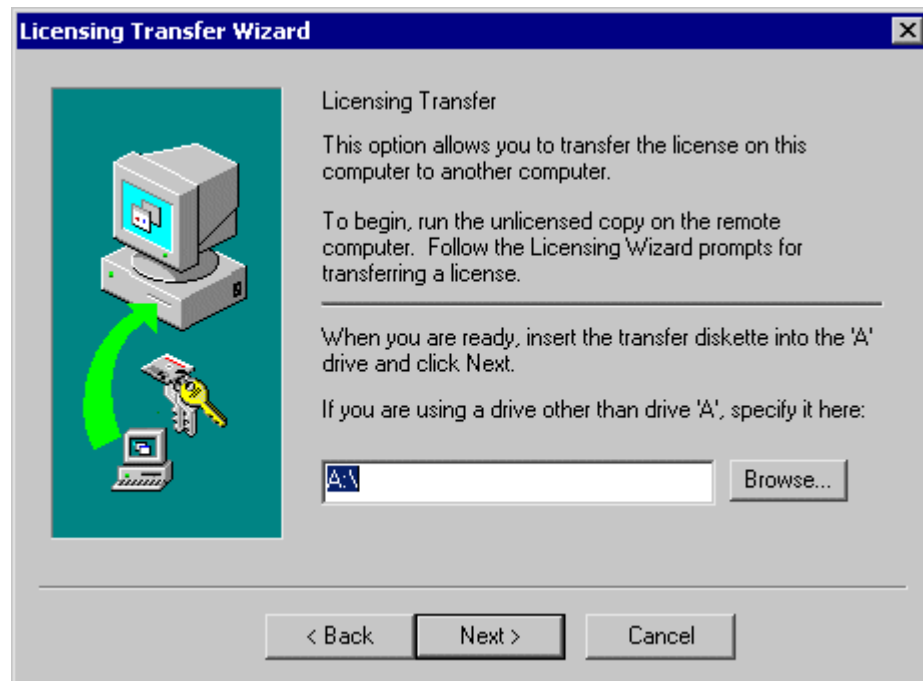 Licensing Transfer Wizard
Licensing Transfer
This option allows you to transfer the license on this
computer to another computer.
To begin, run the unlicensed copy on the remote
computer.  Follow the Licensing Wizard prompts for
transferring a license.
When you are ready, insert the transfer diskette into the 'A'
drive and click Next.
If you are using a drive other than drive 'A', specify it here:
A:\
Browse...
< Back
Next >
Cancel